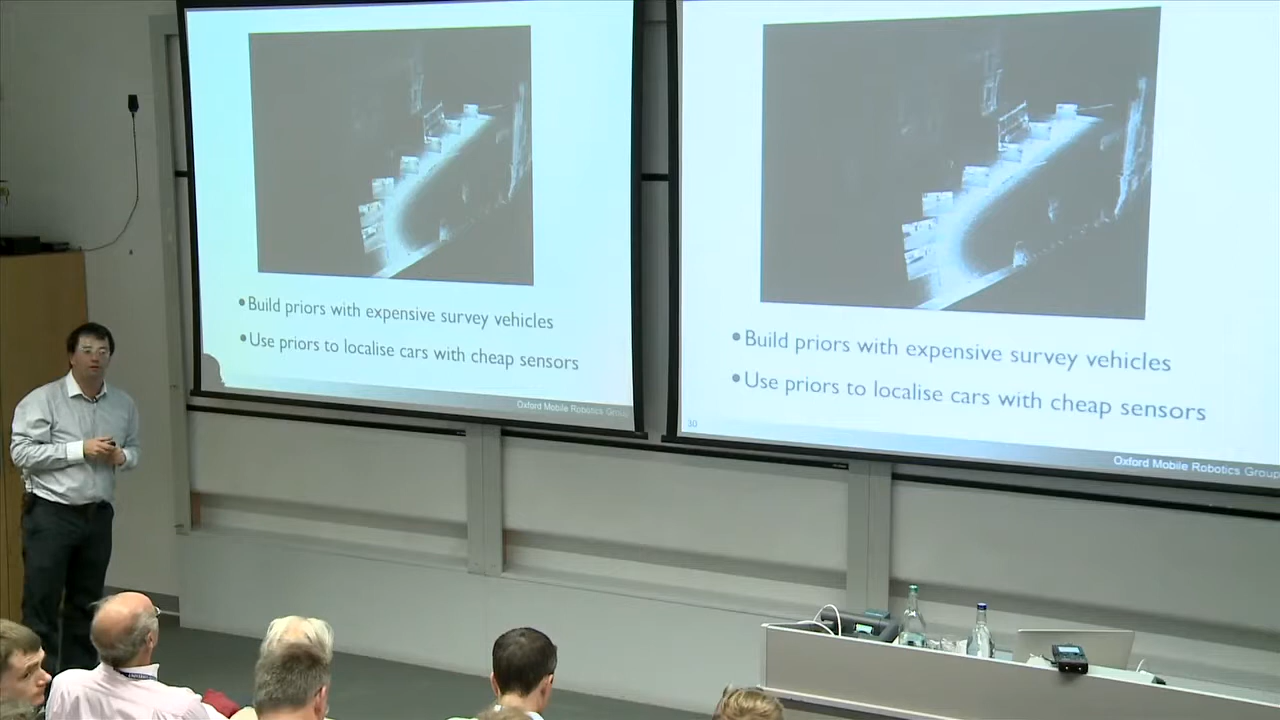 •Build priors with expensive survey vehicles
•Use priors to localise cars with cheap sensors
Oxford Mobile Robotics Group
•Build priors with expensive survey vehicles
•Use priors to localise cars with cheap sensors
30
Oxford Mobile Robotics Group